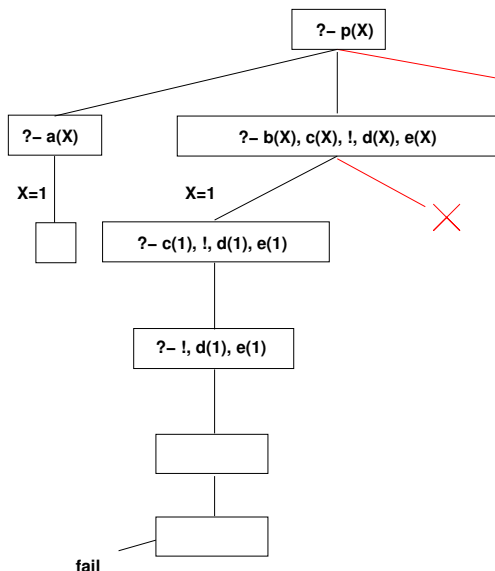 ?– p(X)
?– a(X)
?– b(X), c(X), !, d(X), e(X)
X=1
X=1
?– c(1), !, d(1), e(1)
?– !, d(1), e(1)
fail